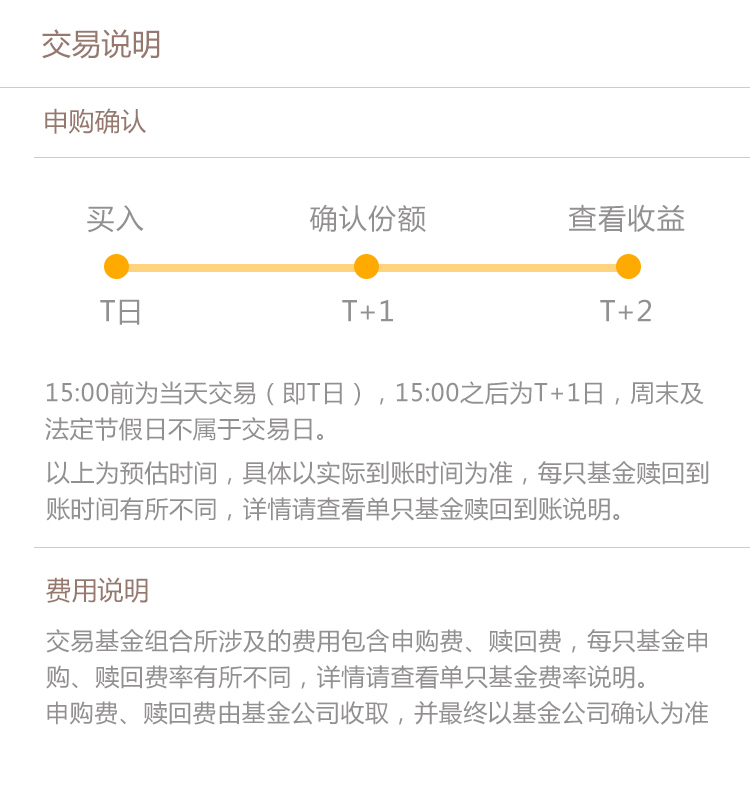 交易说明
申购确认
买入 确认份额 查看收益
T日 T+1 T+2
15:00前为当天交易（即T日），15:00之后为T+1日，周末及
法定节假日不属于交易日。
以上为预估时间，具体以实际到账时间为准，每只基金赎回到
账时间有所不同，详情请查看单只基金赎回到账说明。
费用说明
交易基金组合所涉及的费用包含申购费、赎回费，每只基金申
购、赎回费率有所不同，详情请查看单只基金费率说明。
申购费、赎回费由基金公司收取，并最终以基金公司确认为准